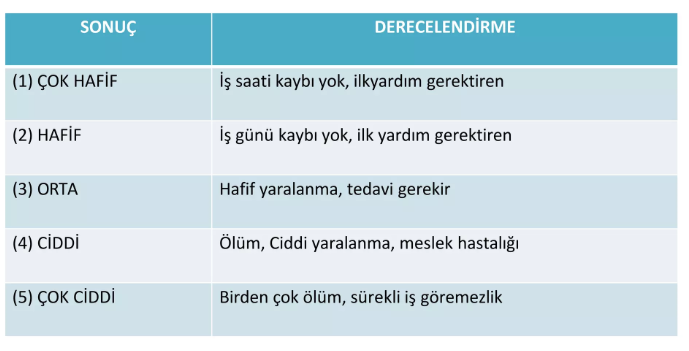 SONUÇ DERECELENDİRME
(1) ÇOK HAFİF İş saati kaybı yok, ilkyardım gerektiren
(2) HAFİF İş günü kaybı yok, ilk yardım gerektiren
(3) ORTA Hafif yaralanma, tedavi gerekir
(4) CİDDİ Ölüm, Ciddi yaralanma, meslek hastalığı
(5) ÇOK CİDDİ Birden çok ölüm, sürekli iş göremezlik